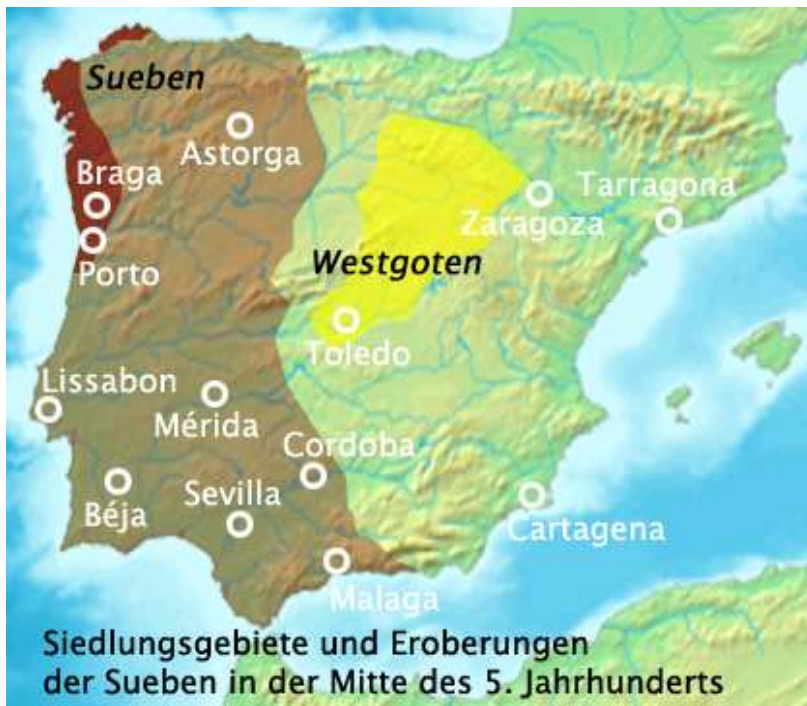 Sueben
Astorga
Braga
Porto
Tarragona
Zaragoza
Westgoten
Toledo
Lissabon
Mérida
Cordoba
Béja
Sevilla
Cartagena
Malaga
Siedlungsgebiete und Eroberungen
der Sueben in der Mitte des 5. Jahrhunderts